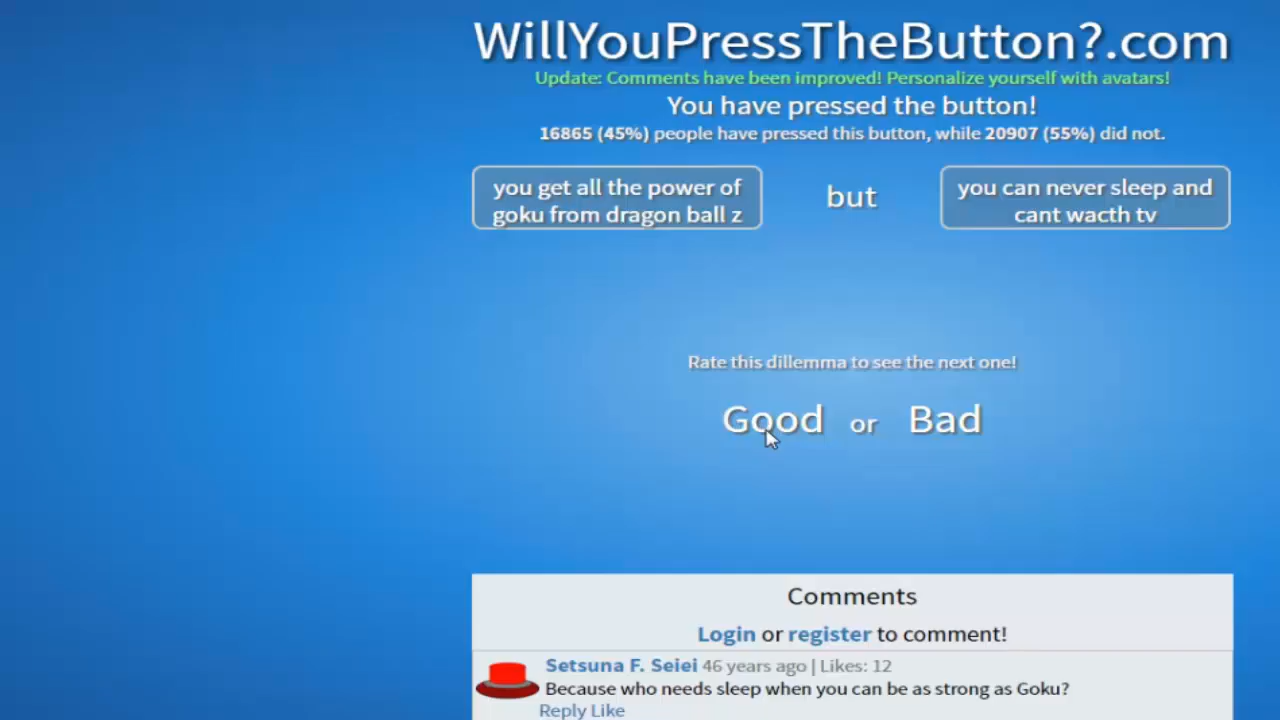 WillYouPressTheButton?.com
Update: Comments have been improved! Personalize yourself with avatars!
You have pressed the button!
16865 (45%) people have pressed this button, while 20907 (55%) did not.
you get all the power of
goku from dragon ball z
but
you can never sleep and
cant wacth tv
Rate this dillemma to see the next one!
Good or Bad
Comments
Login or register to comment!
Setsuna F. Seiei 46 years ago | Likes: 12
Because who needs sleep when you can be as strong as Goku?
Reply Like